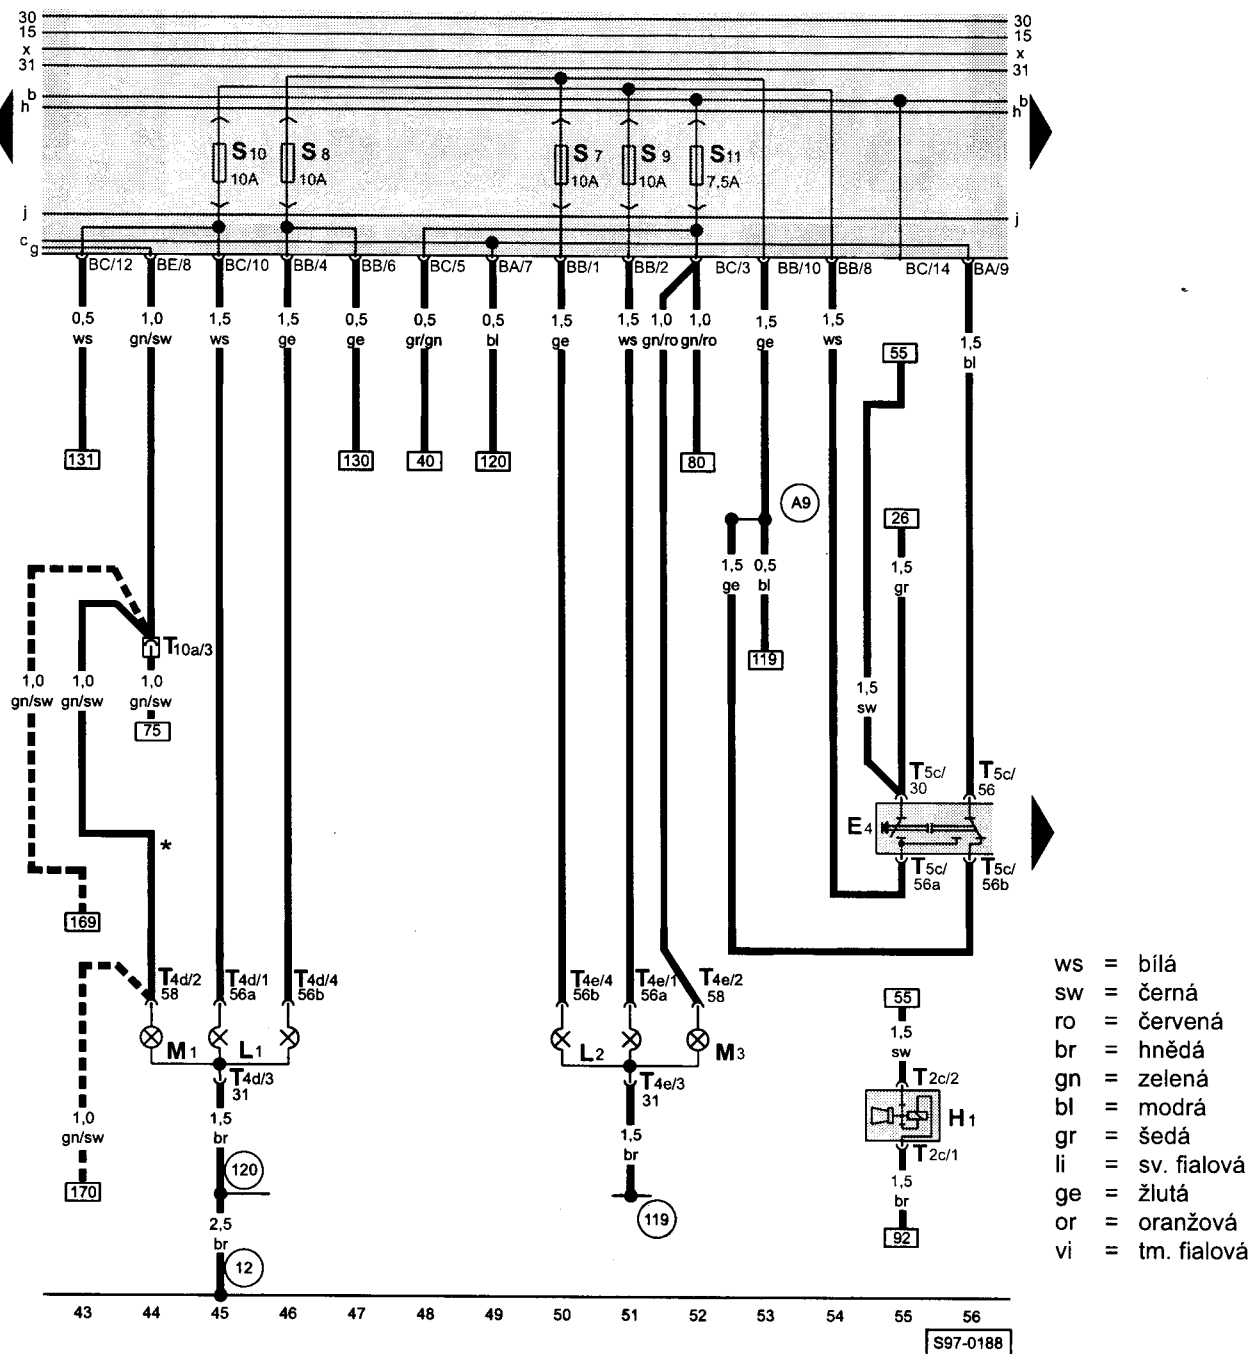 30 30
15 15
x x
31 31
b b
h h
S10 S8 S7 S9 S11
10A 10A 10A 10A 7,5A
j j
c
g
BC/12 BE/8 BC/10 BB/4 BB/6 BC/5 BA/7 BB/1 BB/2 BC/3 BB/10 BB/8 BC/14 BA/9
0,5 1,0 1,5 1,5 0,5 0,5 0,5 1,5 1,5 1,0 1,0 1,5 1,5
ws gn/sw ws ge ge gr/gn bl ge ws gn/ro gn/ro ge ws
1,5
bl
55
131 130 40 120 80
A9
26
1,5 0,5 1,5
ge bl gr
T10a/3
119
1,0 1,0 1,0
gn/sw gn/sw gn/sw
1,5
sw
75
T5c/ T5c/
30 56
E4
*
T5c/ T5c/
56a 56b
169
T4d/2 T4d/1 T4d/4 T4e/4 T4e/1 T4e/2
58 56a 56b 56b 56a 58
55
1,5
sw
M1 L1 L2 M3
T4d/3 T4e/3 T2c/2
31 31
H1
1,0 1,5 1,5
gn/sw br br
T2c/1
120
170
1,5
br
2,5
br
119
92
12
43 44 45 46 47 48 49 50 51 52 53 54 55 56
S97-0188
ws = bílá
sw = černá
ro = červená
br = hnědá
gn = zelená
bl = modrá
gr = šedá
li = sv. fialová
ge = žlutá
or = oranžová
vi = tm. fialová